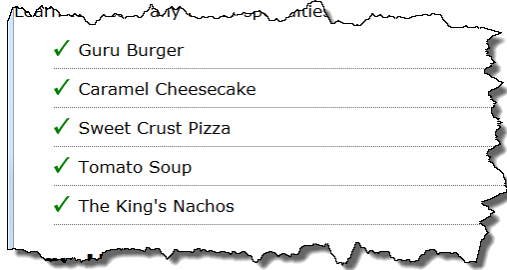 Guru Burger
Caramel Cheesecake
Sweet Crust Pizza
Tomato Soup
The King's Nachos